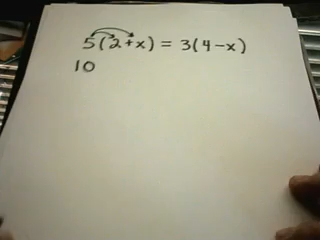 5(2+x) = 3(4-x)
10